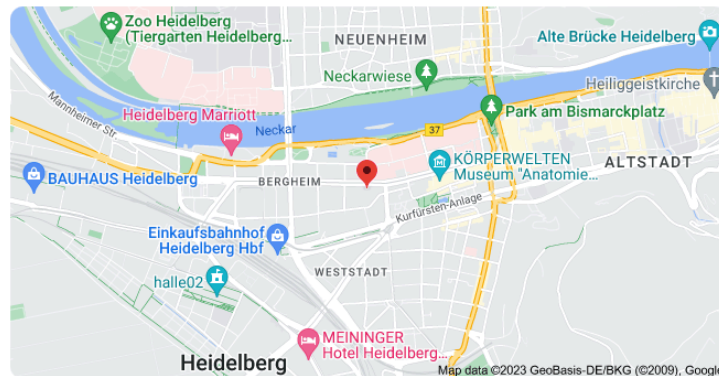 Zoo Heidelberg
(Tiergarten Heidelberg...
NEUENHEIM
Alte Brücke Heidelberg
Neckarwiese
Heiliggeistkirche
Mannheimer Str.
Heidelberg Marriott
Park am Bismarckplatz
Neckar
37
KÖRPERWELTEN
Museum "Anatomie...
ALTSTADT
BAUHAUS Heidelberg
BERGHEIM
Kurfürsten-Anlage
Einkaufsbahnhof
Heidelberg Hbf
WESTSTADT
halle02
MEININGER
Hotel Heidelberg...
Heidelberg
Map data ©2023 GeoBasis-DE/BKG (©2009), Google